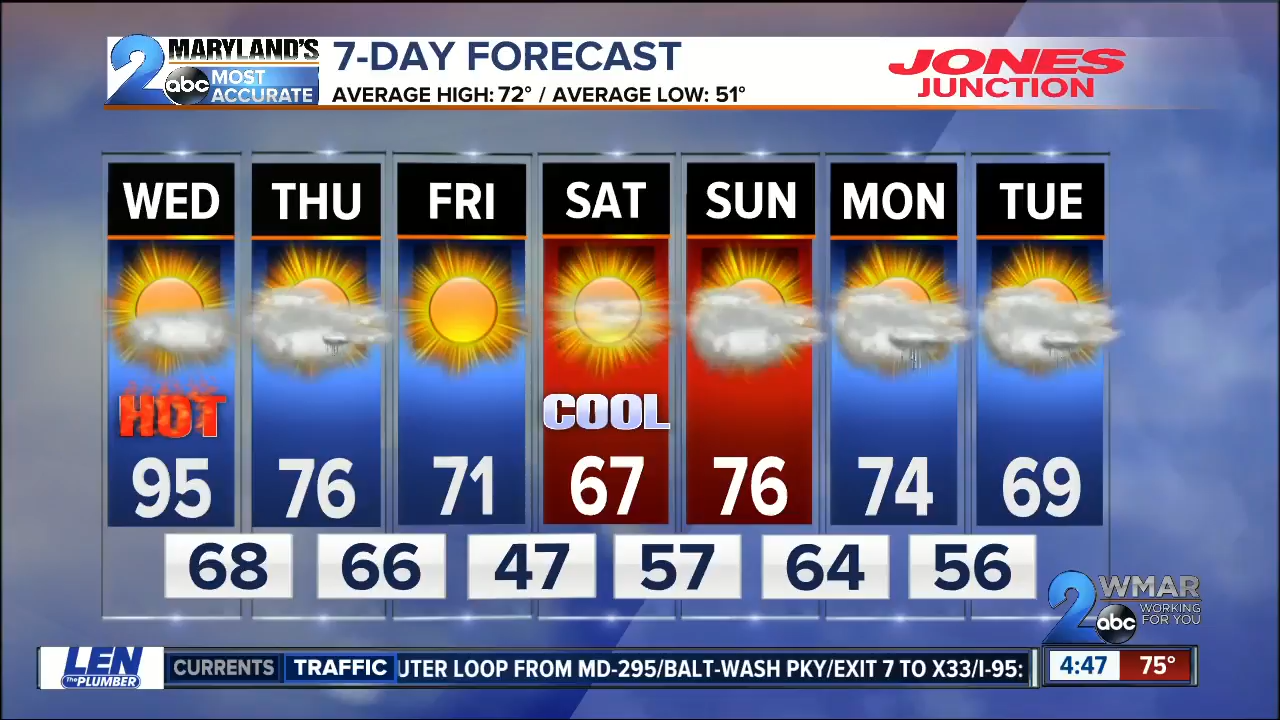 2 abc
MARYLAND'S
MOST
ACCURATE
7-DAY FORECAST
AVERAGE HIGH: 72° / AVERAGE LOW: 51°
JONES
JUNCTION
WED THU FRI SAT SUN MON TUE
HOT COOL
95 76 71 67 76 74 69
68 66 47 57 64 56
2 abc
WMAR
WORKING
FOR YOU
LEN
The PLUMBER
CURRENTS TRAFFIC UTER LOOP FROM MD-295/BALT-WASH PKY/EXIT 7 TO X33/I-95:
4:47 75°